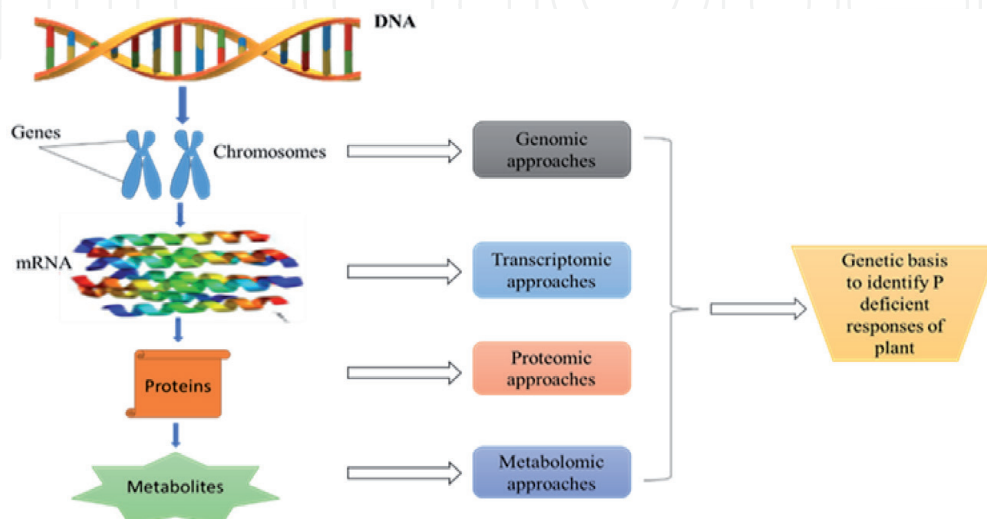 DNA
Genes
Chromosomes
Genomic
approaches
mRNA
Transcriptomic
approaches
Genetic basis
to identify P
deficient
responses of
plant
Proteins
Proteomic
approaches
Metabolites
Metabolomic
approaches